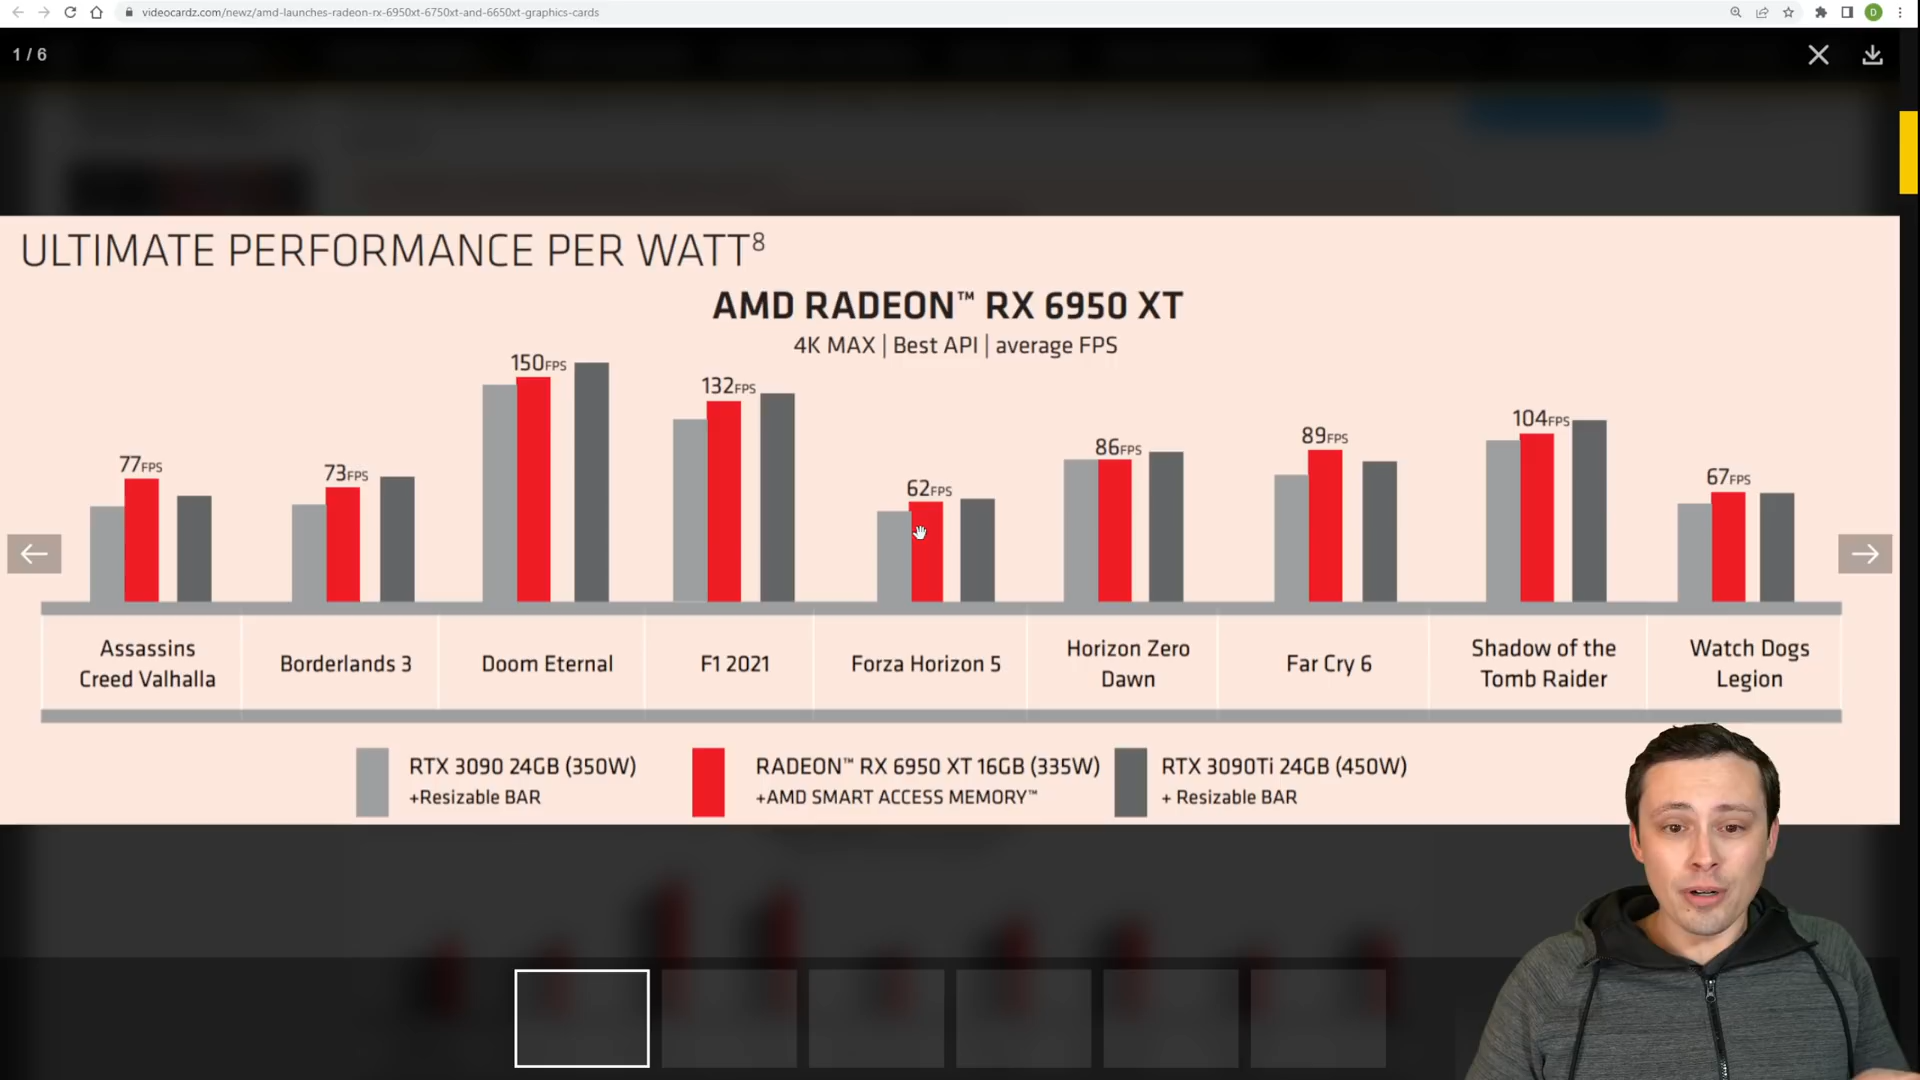 videocardz.com/newz/amd-launches-radeon-rx-6950xt-6750xt-and-6650xt-graphics-cards
D
1 / 6
ULTIMATE PERFORMANCE PER WATT⁸
AMD RADEON™ RX 6950 XT
4K MAX | Best API | average FPS
77FPS
73FPS
150FPS
132FPS
62FPS
86FPS
89FPS
104FPS
67FPS
Assassins
Creed Valhalla
Borderlands 3
Doom Eternal
F1 2021
Forza Horizon 5
Horizon Zero
Dawn
Far Cry 6
Shadow of the
Tomb Raider
Watch Dogs
Legion
RTX 3090 24GB (350W)
+Resizable BAR
RADEON™ RX 6950 XT 16GB (335W)
+AMD SMART ACCESS MEMORY™
RTX 3090Ti 24GB (450W)
+ Resizable BAR